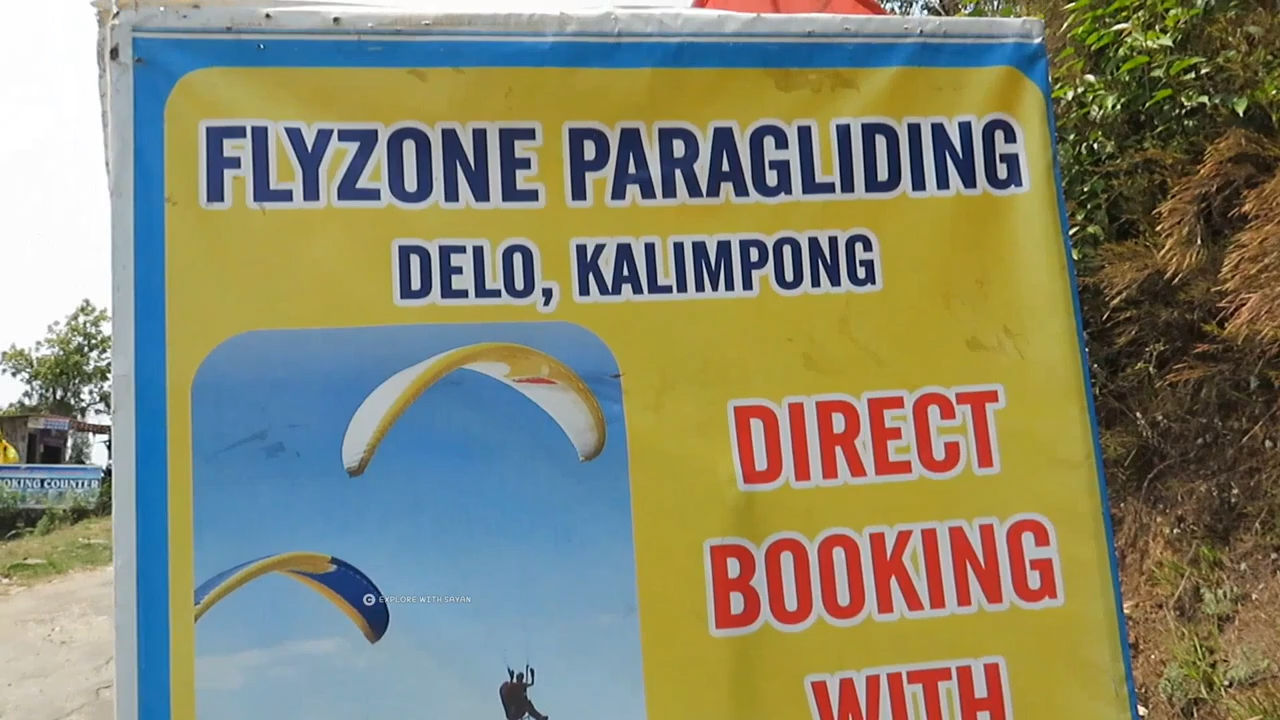 FLYZONE PARAGLIDING
DELO, KALIMPONG
DIRECT
BOOKING
WITH
OKING COUNTER
© EXPLORE WITH SAYAN